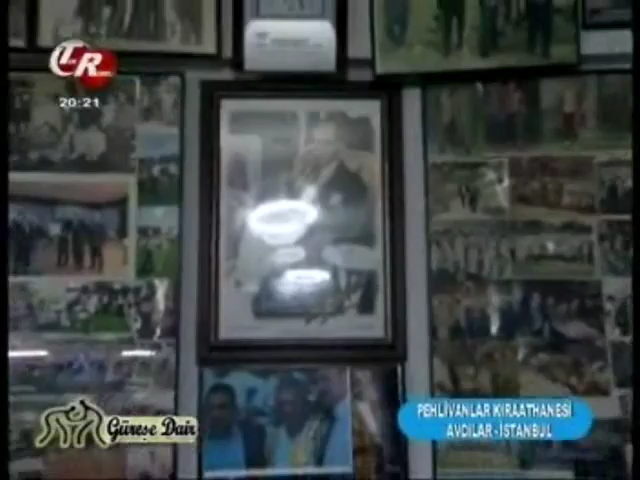 TR
20:21
Güreşe Dair
PEHLİVANLAR KIRAATHANESİ
AVCILAR-İSTANBUL